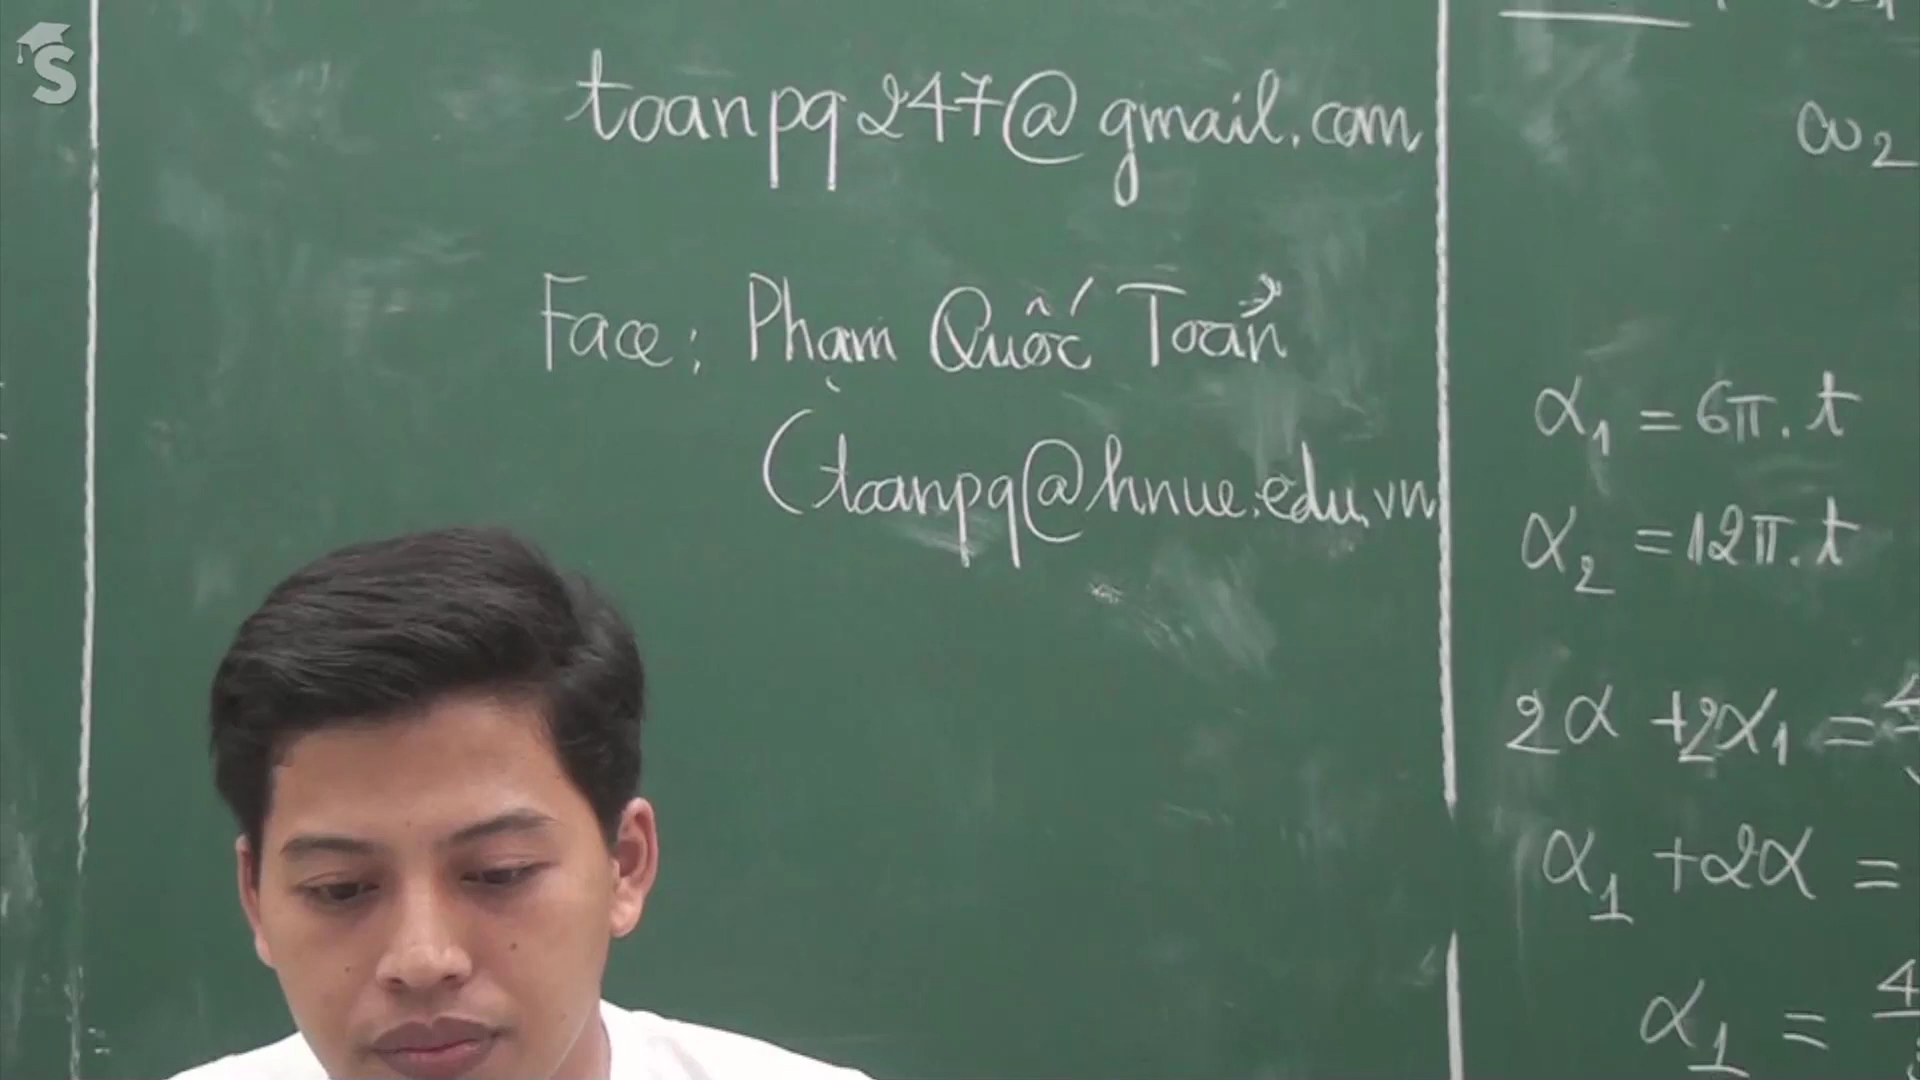 toanpq247@gmail.com
Face: Phạm Quốc Toản
(toanpq@hnue.edu.vn
ω₂
α₁ = 6π.t
α₂ = 12π.t
2α + 2α₁ =
α₁ + 2α =
α₁ = 4
S